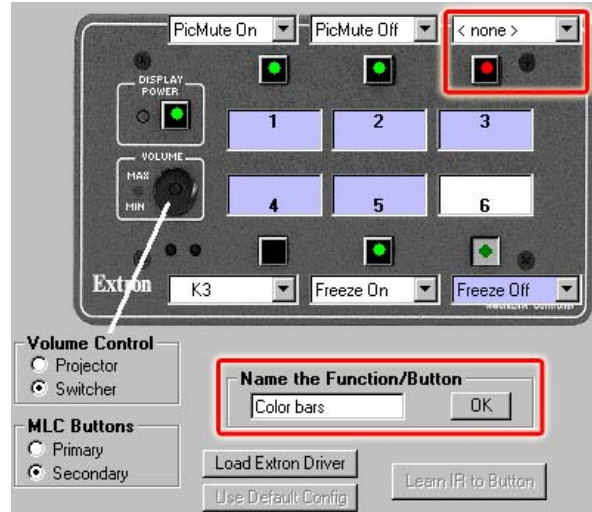 PicMute On PicMute Off < none >
DISPLAY
POWER
1 2 3
VOLUME
MAX
MIN
4 5 6
Extron
K3 Freeze On Freeze Off
Volume Control
Projector
Switcher
Name the Function/Button
Color bars OK
MLC Buttons
Primary
Secondary
Load Extron Driver
Learn IR to Button
Use Default Config